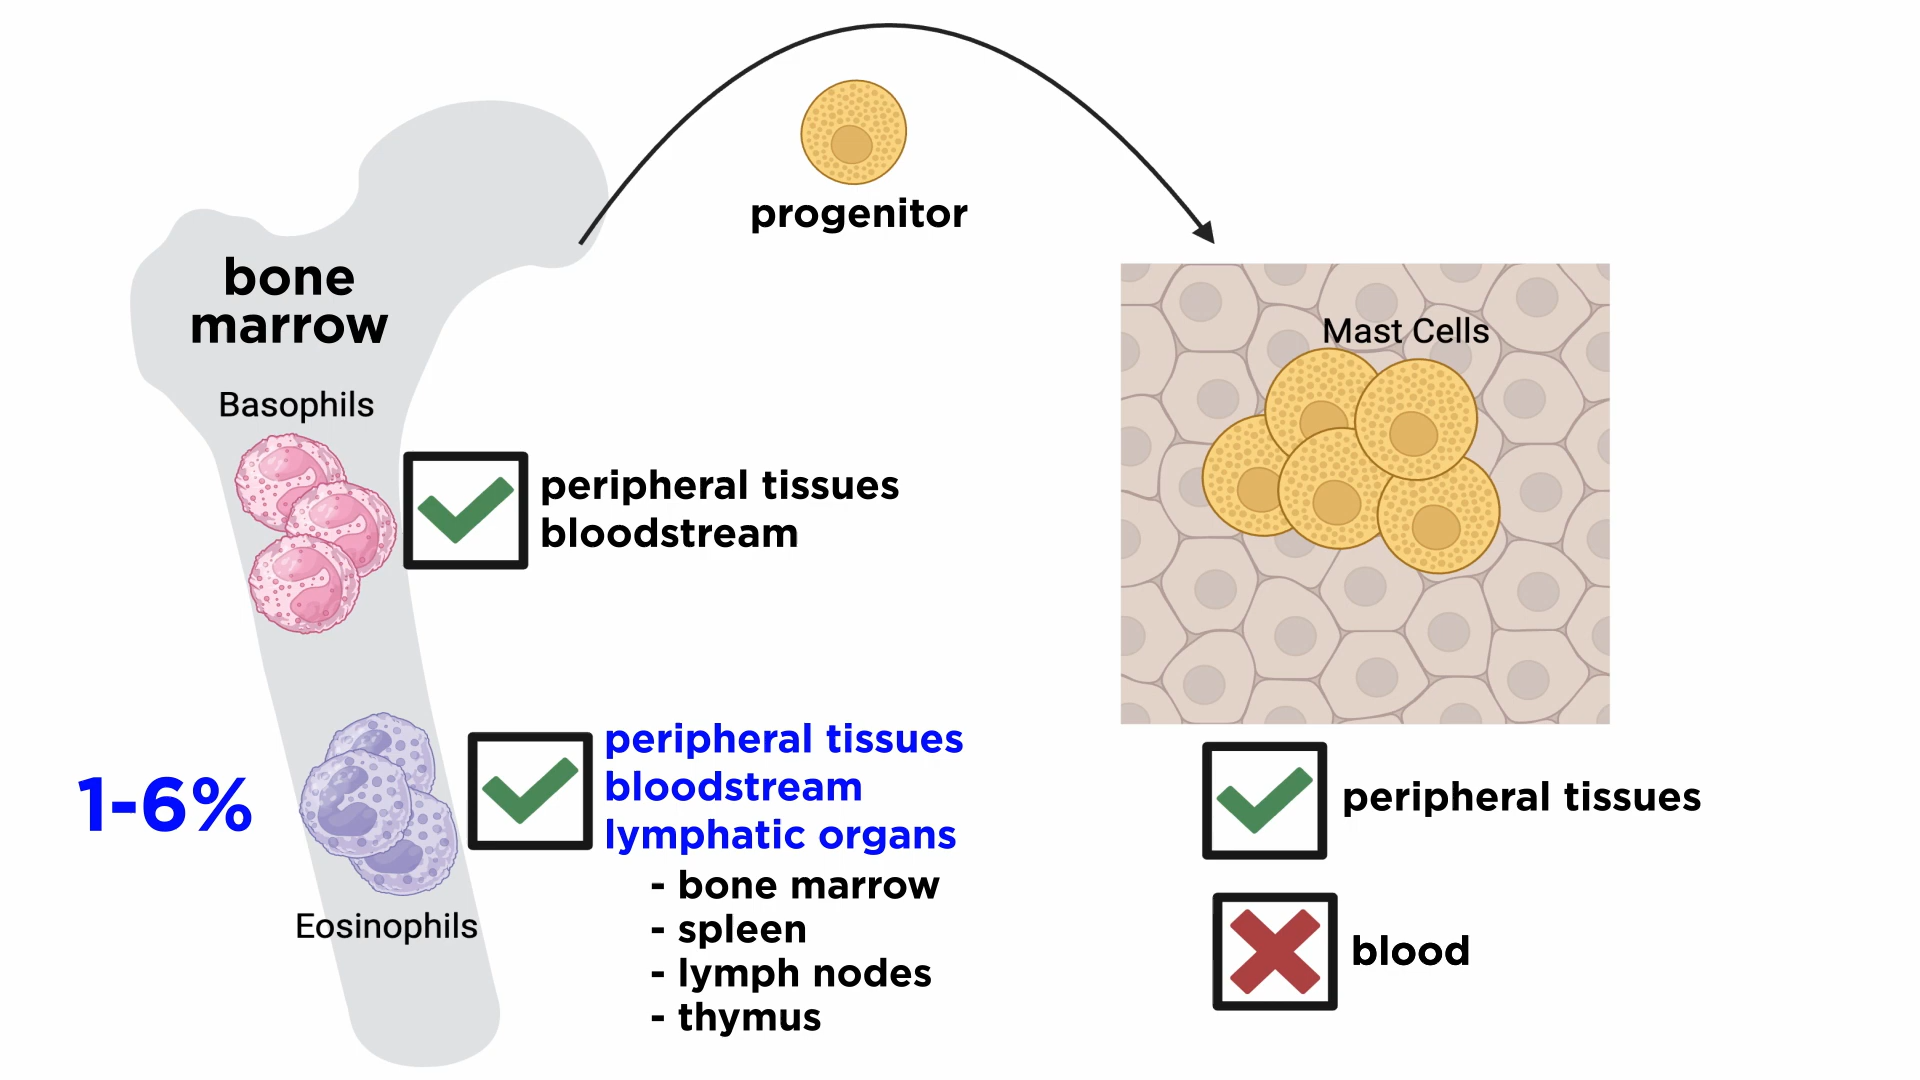 progenitor
bone
marrow
Basophils
peripheral tissues
bloodstream
Mast Cells
1-6%
Eosinophils
peripheral tissues
bloodstream
lymphatic organs
- bone marrow
- spleen
- lymph nodes
- thymus
peripheral tissues
blood